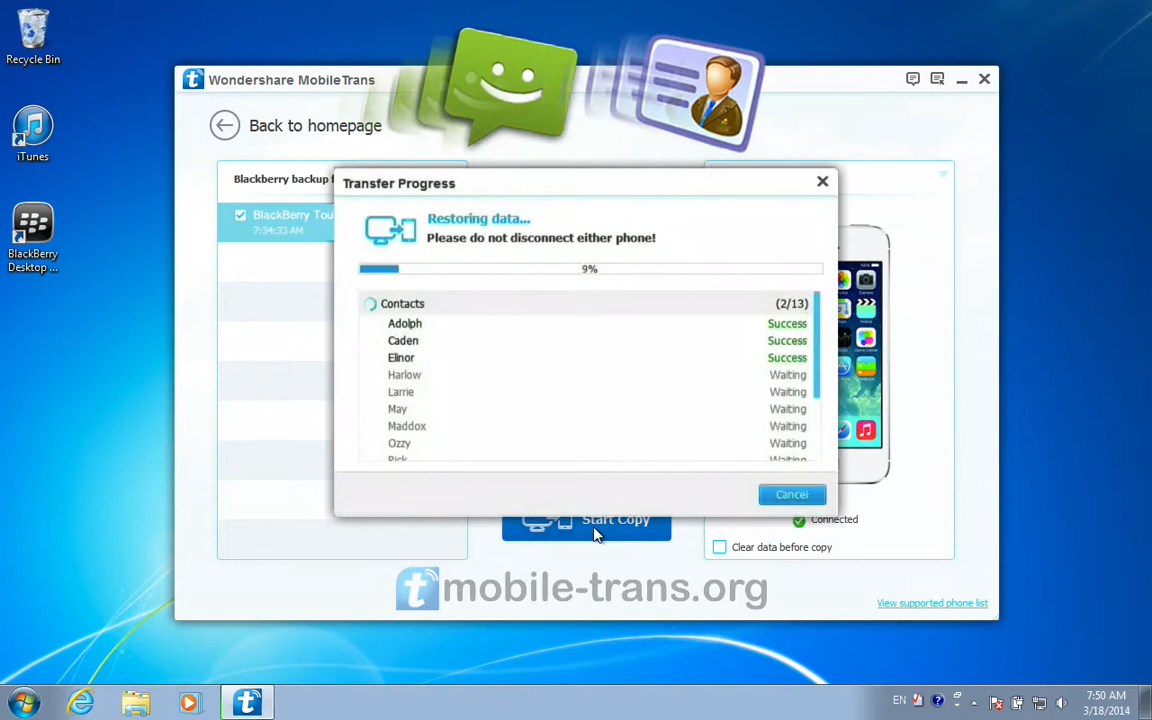 Recycle Bin
iTunes
BlackBerry
Desktop ...
Wondershare MobileTrans
Back to homepage
Blackberry backup f
BlackBerry Tou
7:34:33 AM
Transfer Progress
Restoring data...
Please do not disconnect either phone!
9%
Contacts (2/13)
Adolph Success
Caden Success
Elinor Success
Harlow Waiting
Larrie Waiting
May Waiting
Maddox Waiting
Ozzy Waiting
Rick Waiting
Cancel
Start Copy
Connected
Clear data before copy
mobile-trans.org
View supported phone list
EN
7:50 AM
3/18/2014